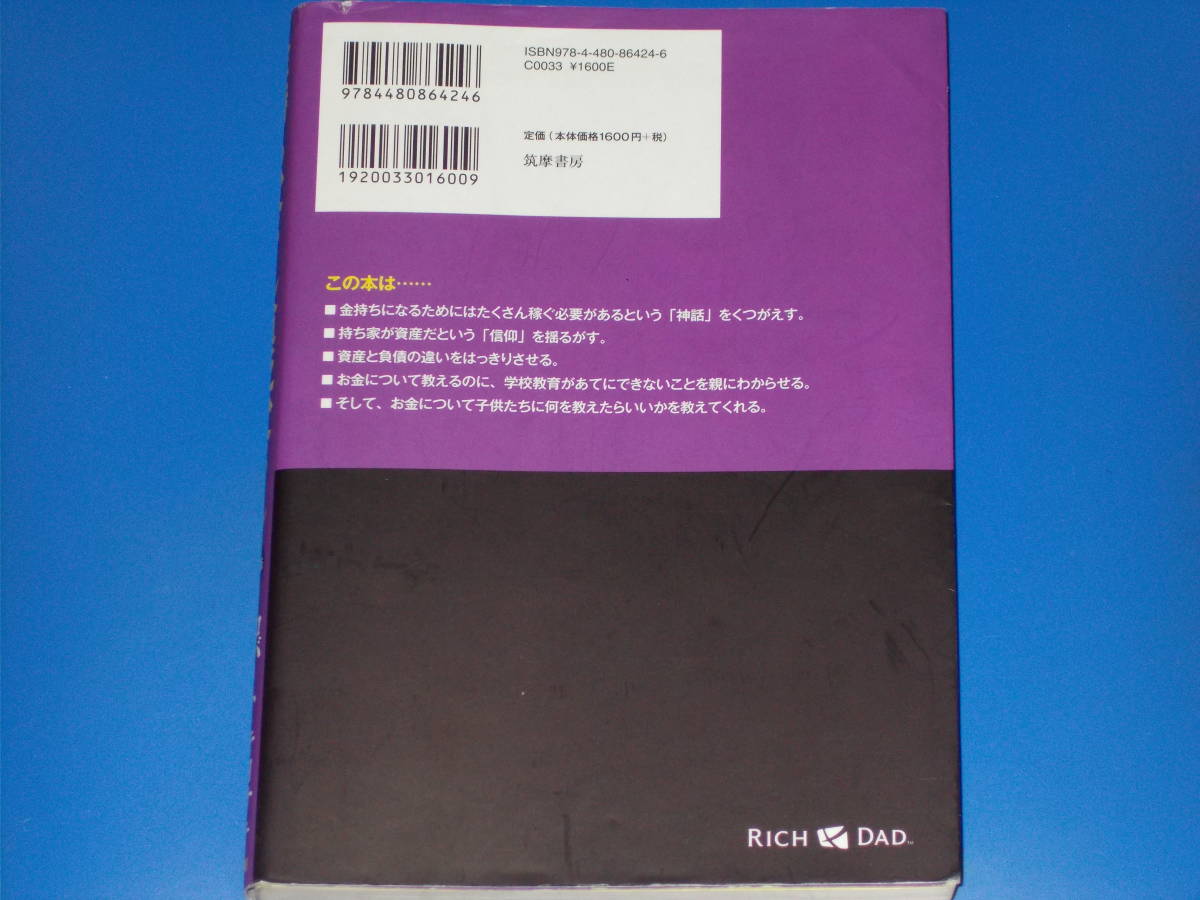 ISBN978-4-480-86424-6
C0033 ¥1600E
9784480864246
定価(本体価格1600円+税)
筑摩書房
1920033016009
この本は……
■金持ちになるためにはたくさん稼ぐ必要があるという「神話」をくつがえす。
■持ち家が資産だという「信仰」を揺るがす。
■資産と負債の違いをはっきりさせる。
■お金について教えるのに、学校教育があてにできないことを親にわからせる。
■そして、お金について子供たちに何を教えたらいいかを教えてくれる。
RICH DAD™